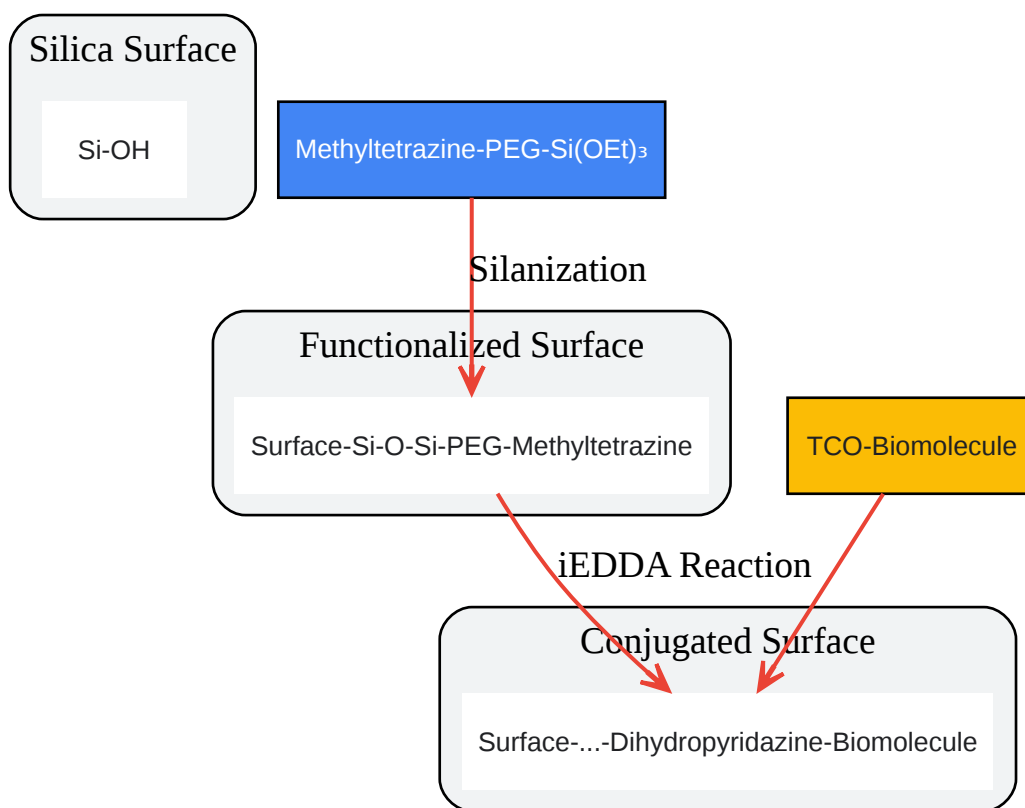 Silica Surface
Si-OH
Methyltetrazine-PEG-Si(OEt)₃
Silanization
Functionalized Surface
Surface-Si-O-Si-PEG-Methyltetrazine
TCO-Biomolecule
iEDDA Reaction
Conjugated Surface
Surface-...-Dihydropyridazine-Biomolecule